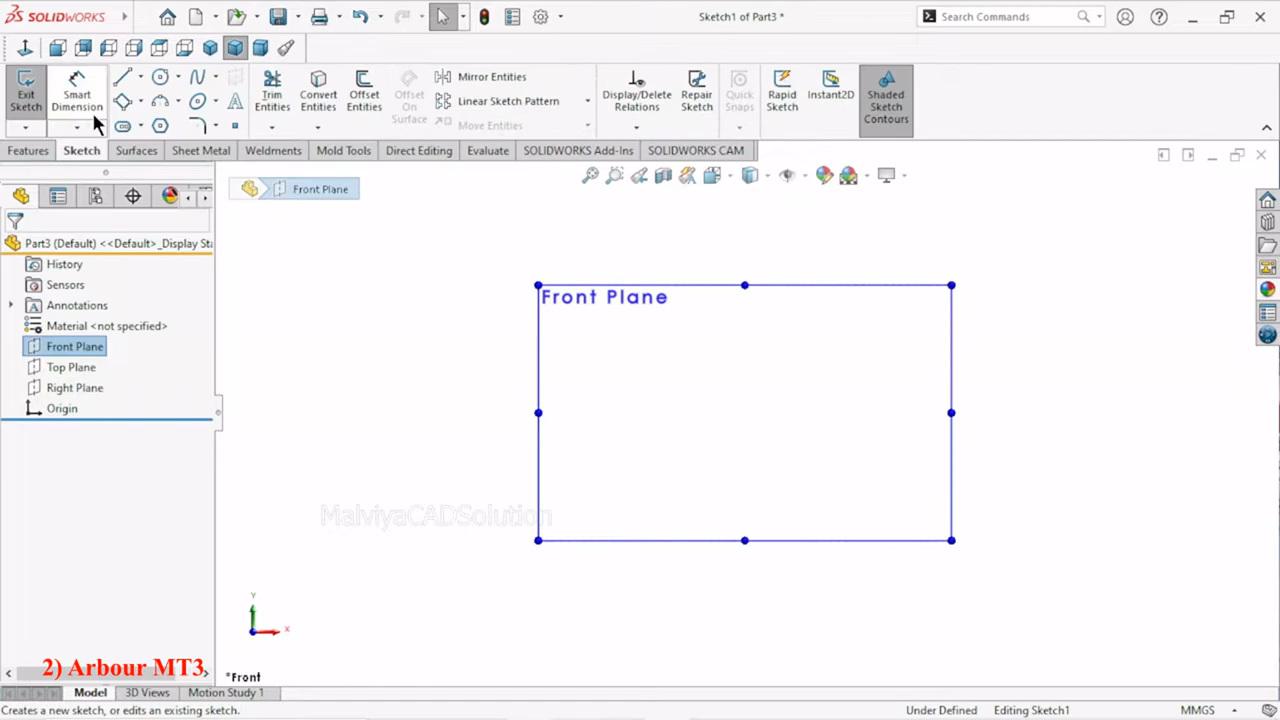 SOLIDWORKS
Sketch1 of Part3 *
Search Commands
Exit Sketch
Smart Dimension
Trim Entities
Convert Entities
Offset Entities
Offset On Surface
Mirror Entities
Linear Sketch Pattern
Move Entities
Display/Delete Relations
Repair Sketch
Quick Snaps
Rapid Sketch
Instant2D
Shaded Sketch Contours
Features
Sketch
Surfaces
Sheet Metal
Weldments
Mold Tools
Direct Editing
Evaluate
SOLIDWORKS Add-Ins
SOLIDWORKS CAM
Front Plane
Part3 (Default) <<Default>_Display Sta
History
Sensors
Annotations
Material <not specified>
Front Plane
Top Plane
Right Plane
Origin
Front Plane
MalviyaCADSolution
Y
X
2) Arbour MT3
*Front
Model
3D Views
Motion Study 1
Creates a new sketch, or edits an existing sketch.
Under Defined
Editing Sketch1
MMGS